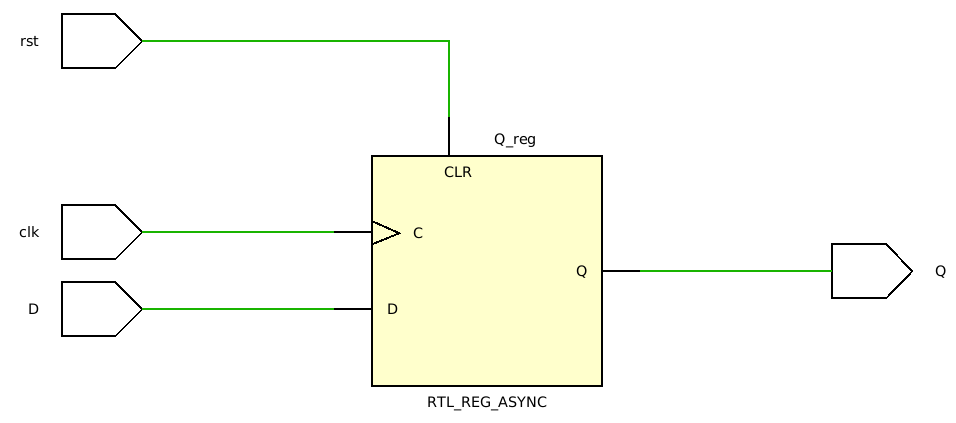 rst
Q_reg
CLR
clk
C
Q
Q
D
D
RTL_REG_ASYNC